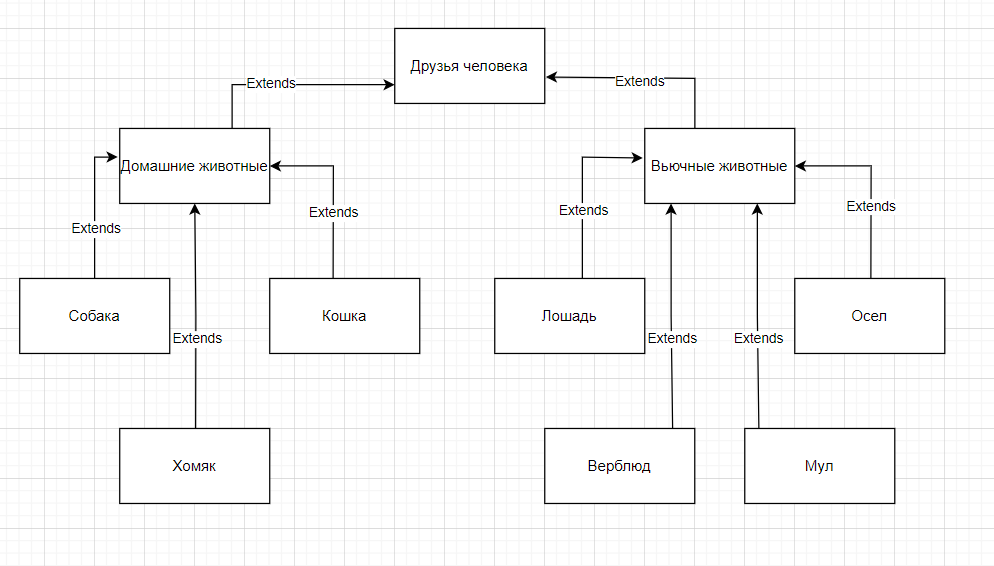 Друзья человека
Extends
Extends
Домашние животные
Вьючные животные
Extends
Extends
Extends
Extends
Собака
Кошка
Лошадь
Осел
Extends
Extends
Extends
Хомяк
Верблюд
Мул